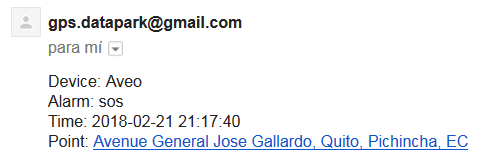 gps.datapark@gmail.com
para mí
Device: Aveo
Alarm: sos
Time: 2018-02-21 21:17:40
Point: Avenue General Jose Gallardo, Quito, Pichincha, EC